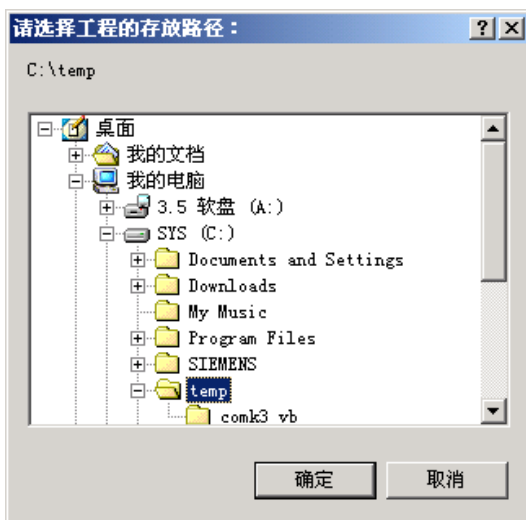 请选择工程的存放路径：
C:\temp
桌面
我的文档
我的电脑
3.5 软盘 (A:)
SYS (C:)
Documents and Settings
Downloads
My Music
Program Files
SIEMENS
temp
comk3 vb
确定
取消